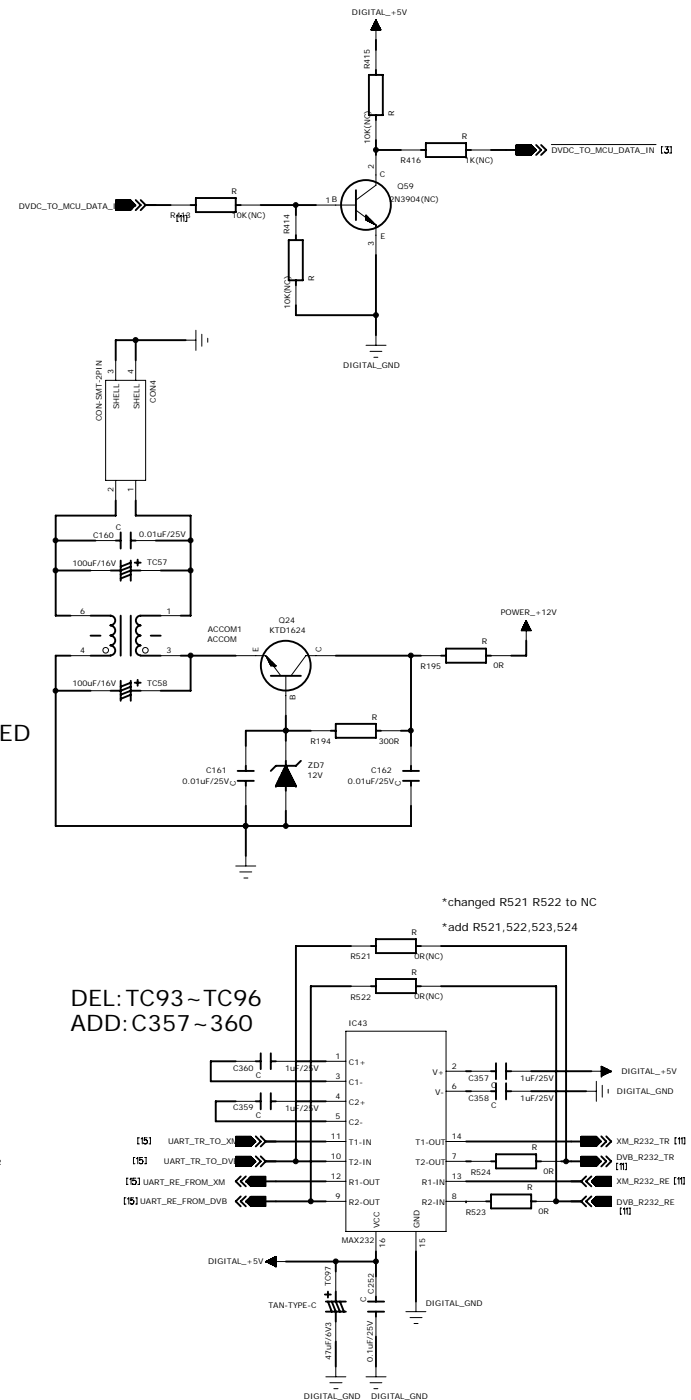 DIGITAL_+5V
R415
R
10K(NC)
R
R416
1K(NC)
DVDC_TO_MCU_DATA_IN [3]
2
C
Q59
2N3904(NC)
1
B
3
E
DVDC_TO_MCU_DATA_
R
10K(NC)
[11]
R414
R
10K(NC)
DIGITAL_GND
CON-SMT-2PIN
3
4
SHELL
SHELL
CON4
2
1
C160
C
0.01uF/25V
100uF/16V
+
TC57
6
1
4
3
100uF/16V
+
TC58
ACCOM1
ACCOM
E
Q24
KTD1624
C
B
POWER_+12V
R195
R
0R
R194
R
300R
C161
0.01uF/25V
C
ZD7
12V
C162
0.01uF/25V
C
ED
*changed R521 R522 to NC
*add R521,522,523,524
R521
R
0R(NC)
R522
R
0R(NC)
DEL:TC93~TC96
ADD:C357~360
IC43
C360
C
1uF/25V
1
C1+
3
C1-
C359
C
1uF/25V
4
C2+
5
C2-
V+
2
C357
C
1uF/25V
DIGITAL_+5V
V-
6
C358
C
1uF/25V
DIGITAL_GND
[15] UART_TR_TO_XM
11
T1-IN
T1-OUT
14
XM_R232_TR [11]
[15] UART_TR_TO_DV
10
T2-IN
T2-OUT
7
R524
R
0R
DVB_R232_TR
[11]
[15] UART_RE_FROM_XM
12
R1-OUT
R1-IN
13
XM_R232_RE [11]
[15] UART_RE_FROM_DVB
9
R2-OUT
R2-IN
8
R523
R
0R
DVB_R232_RE
[11]
VCC
GND
MAX232
16
15
DIGITAL_+5V
TAN-TYPE-C
+
TC97
47uF/6V3
C252
C
0.1uF/25V
DIGITAL_GND
DIGITAL_GND
DIGITAL_GND